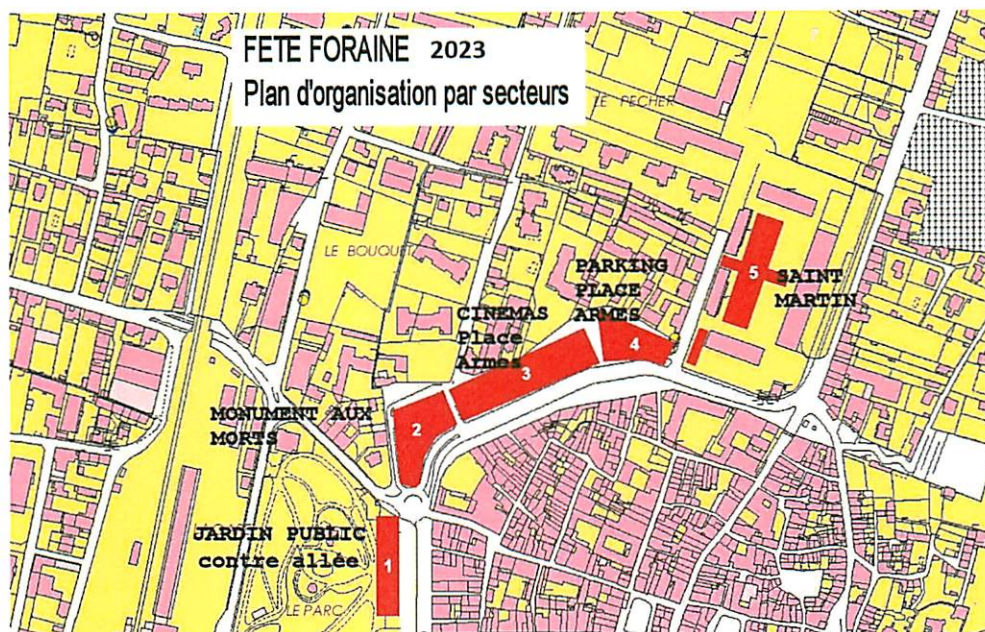 FETE FORAINE 2023
Plan d'organisation par secteurs
LE PECHER
LE BOUQUET
PARKING
PLACE
ARMES
5
SAINT
MARTIN
CINEMAS
Place
Armes
4
3
2
MONUMENT AUX
MORTS
JARDIN PUBLIC
contre allée
1
LE PARC